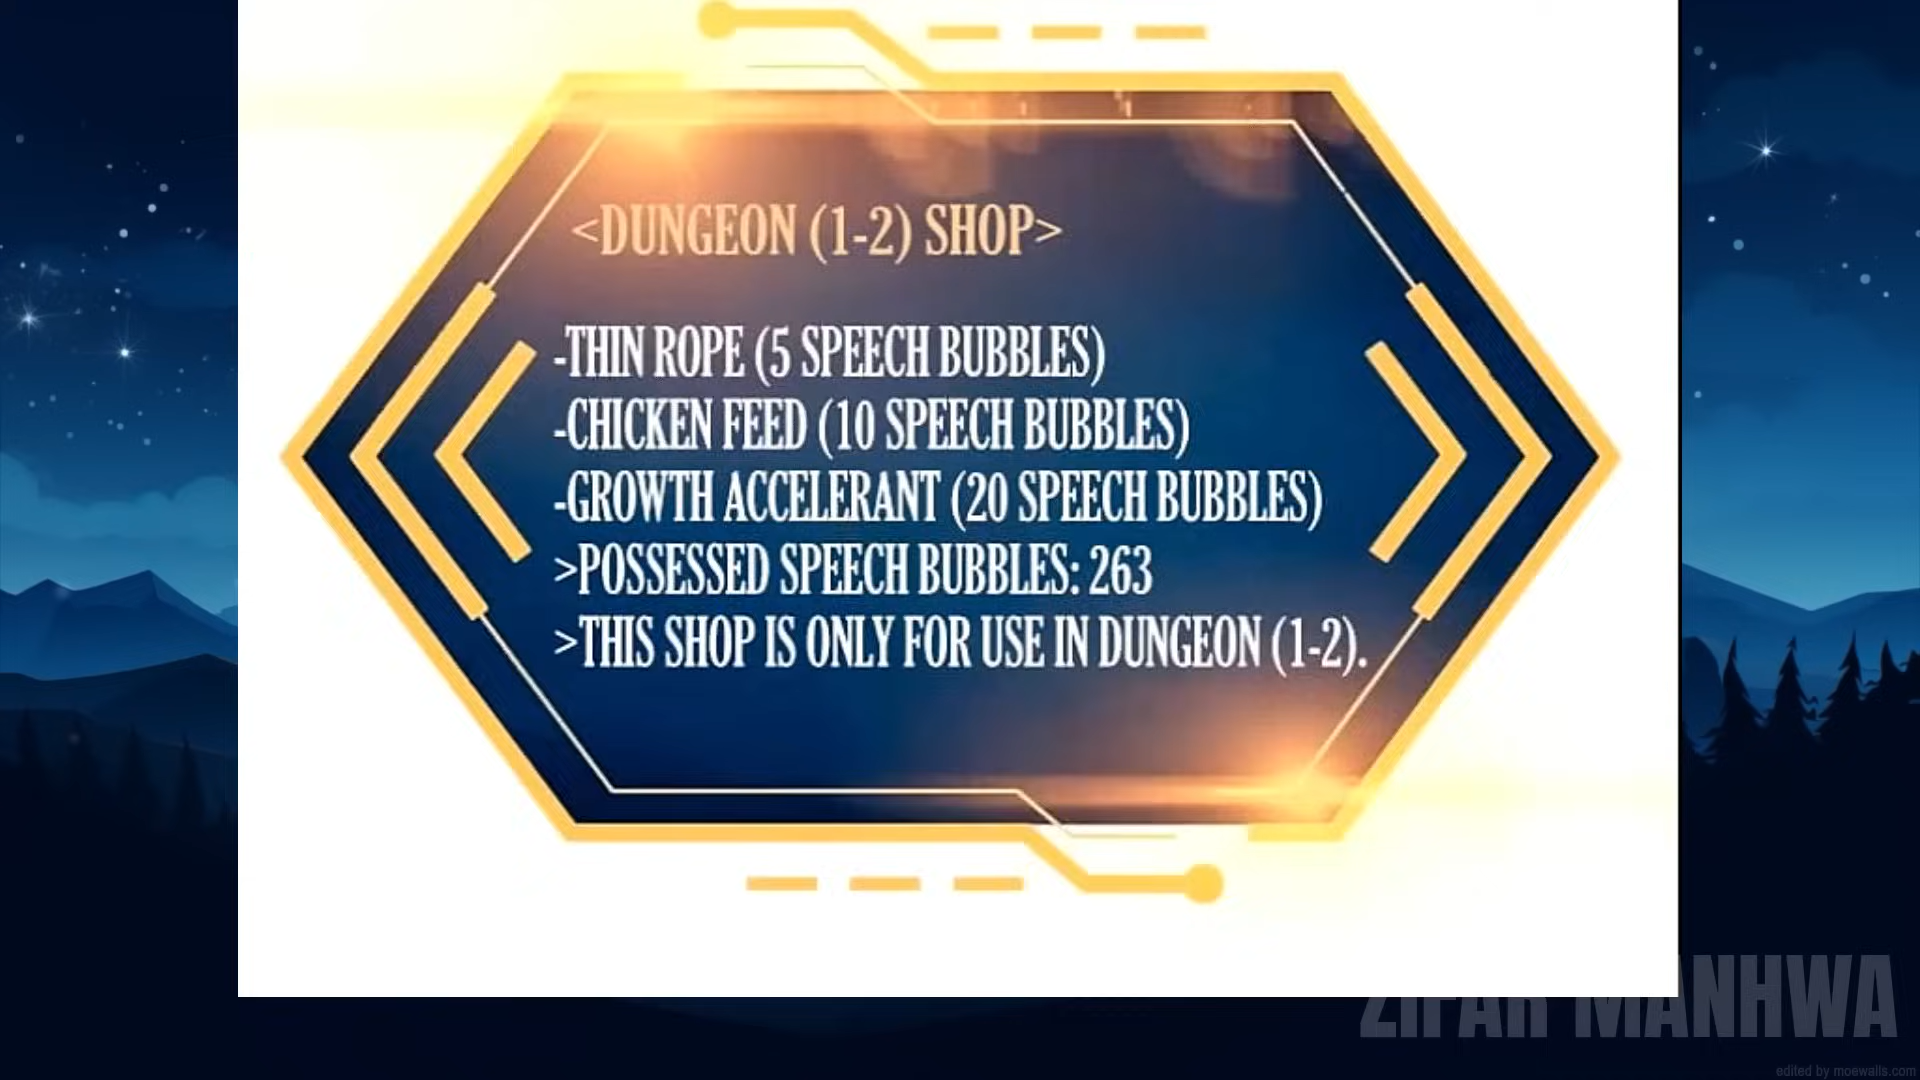 <DUNGEON (1-2) SHOP>
-THIN ROPE (5 SPEECH BUBBLES)
-CHICKEN FEED (10 SPEECH BUBBLES)
-GROWTH ACCELERANT (20 SPEECH BUBBLES)
>POSSESSED SPEECH BUBBLES: 263
>THIS SHOP IS ONLY FOR USE IN DUNGEON (1-2).
ZIFAR MANHWA
edited by moewalls.com